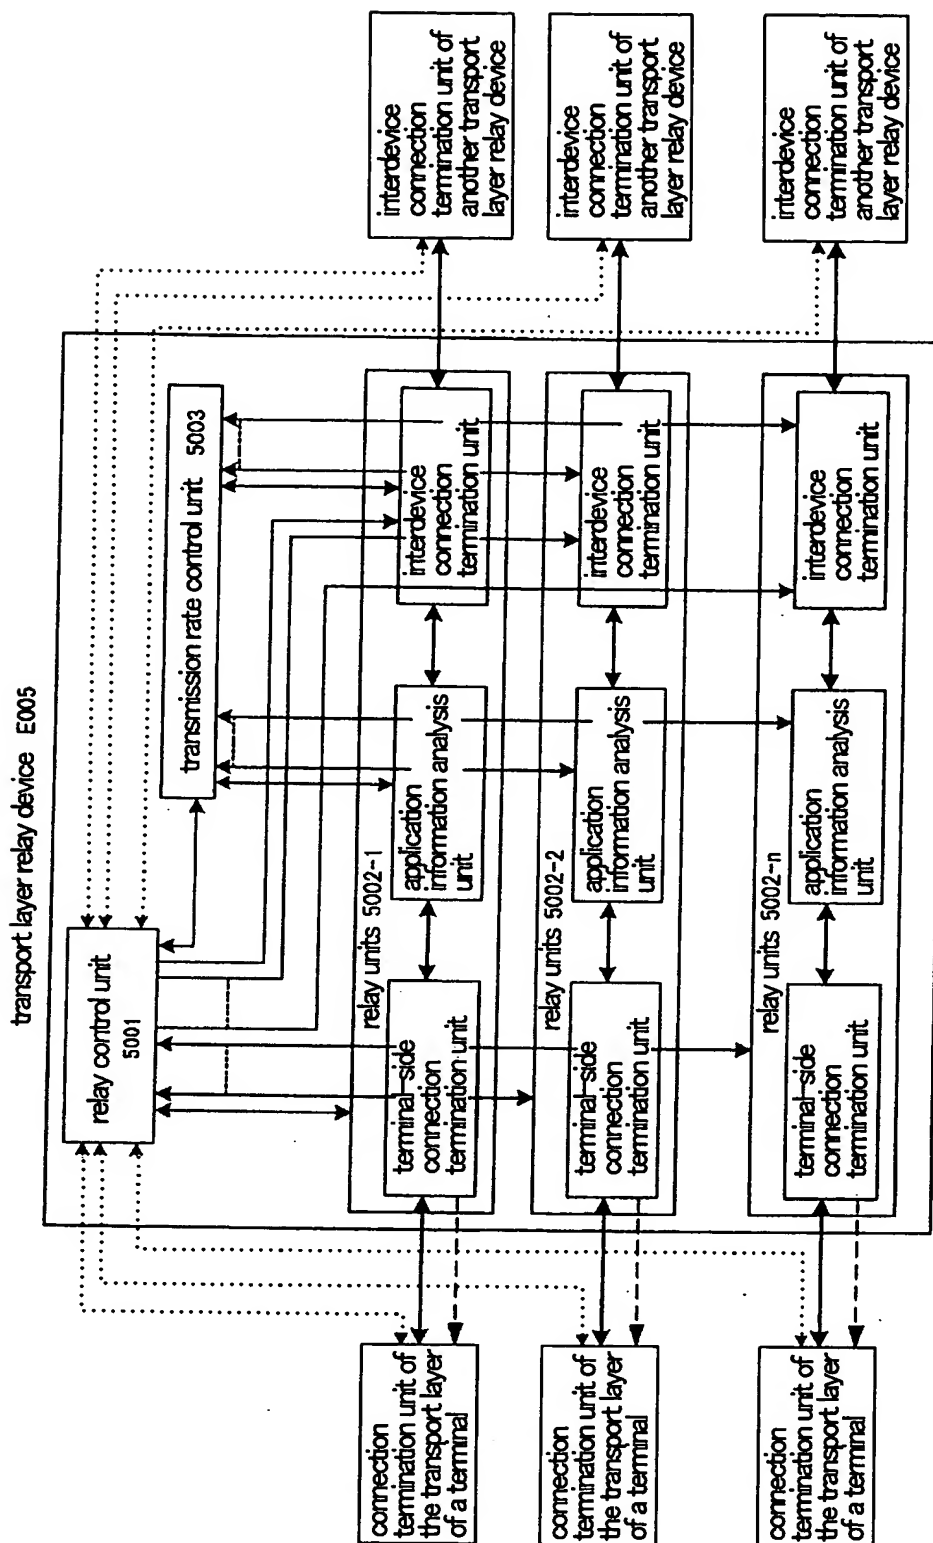 transport layer relay device E005
relay control unit
5001
transmission rate control unit 5003
relay units 5002-1
terminal-side
connection
termination unit
application
information analysis
unit
interdevice
connection
termination unit
relay units 5002-2
terminal-side
connection
termination unit
application
information analysis
unit
interdevice
connection
termination unit
relay units 5002-n
terminal-side
connection
termination unit
application
information analysis
unit
interdevice
connection
termination unit
connection
termination unit of
the transport layer
of a terminal
connection
termination unit of
the transport layer
of a terminal
connection
termination unit of
the transport layer
of a terminal
interdevice
connection
termination unit of
another transport
layer relay device
interdevice
connection
termination unit of
another transport
layer relay device
interdevice
connection
termination unit of
another transport
layer relay device